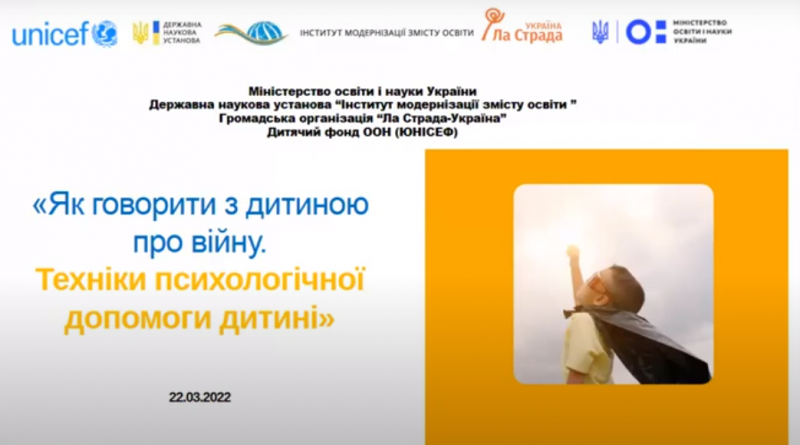 unicef
ДЕРЖАВНА
НАУКОВА
УСТАНОВА
ІНСТИТУТ МОДЕРНІЗАЦІЇ ЗМІСТУ ОСВІТИ
УКРАЇНА
Ла Страда
МІНІСТЕРСТВО
ОСВІТИ І НАУКИ
УКРАЇНИ
Міністерство освіти і науки України
Державна наукова установа “Інститут модернізації змісту освіти ”
Громадська організація “Ла Страда-Україна”
Дитячий фонд ООН (ЮНІСЕФ)
«Як говорити з дитиною
про війну.
Техніки психологічної
допомоги дитині»
22.03.2022